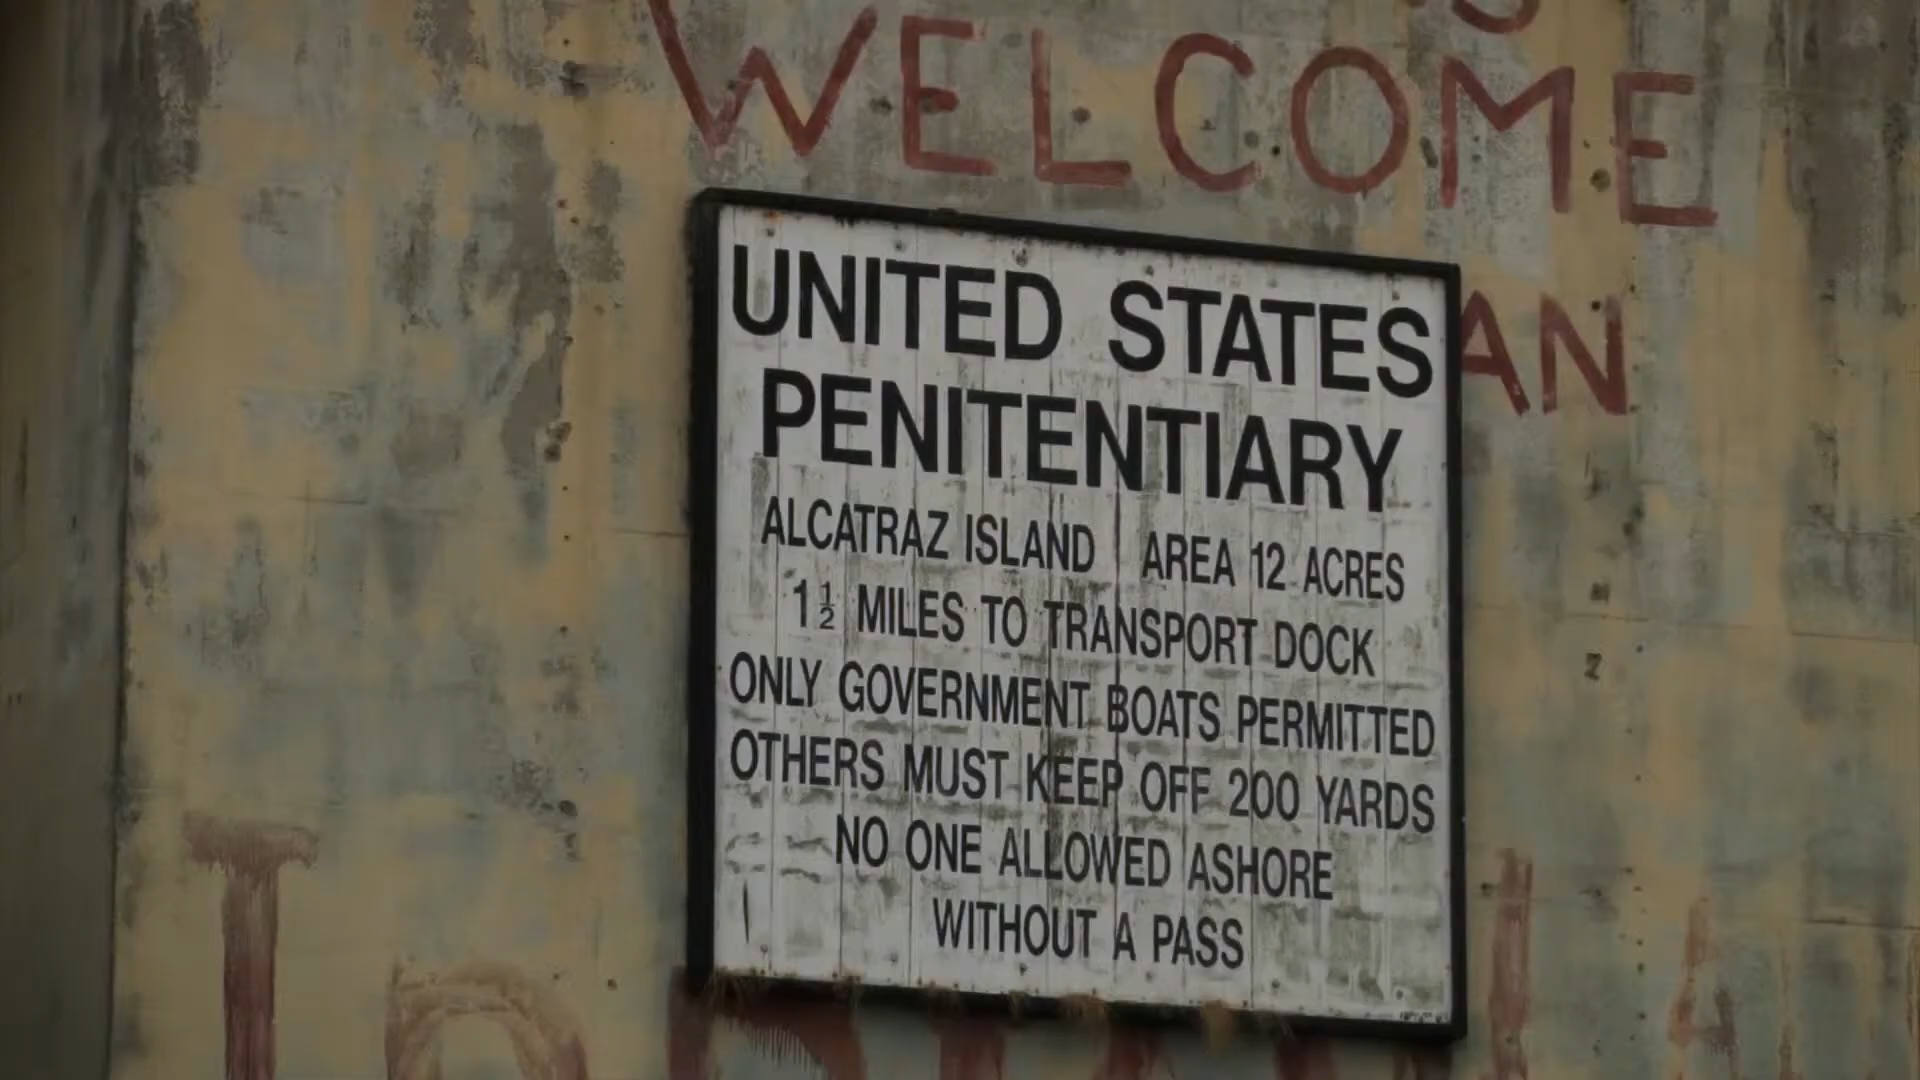 WELCOME
UNITED STATES
PENITENTIARY
ALCATRAZ ISLAND AREA 12 ACRES
1½ MILES TO TRANSPORT DOCK
ONLY GOVERNMENT BOATS PERMITTED
OTHERS MUST KEEP OFF 200 YARDS
NO ONE ALLOWED ASHORE
WITHOUT A PASS